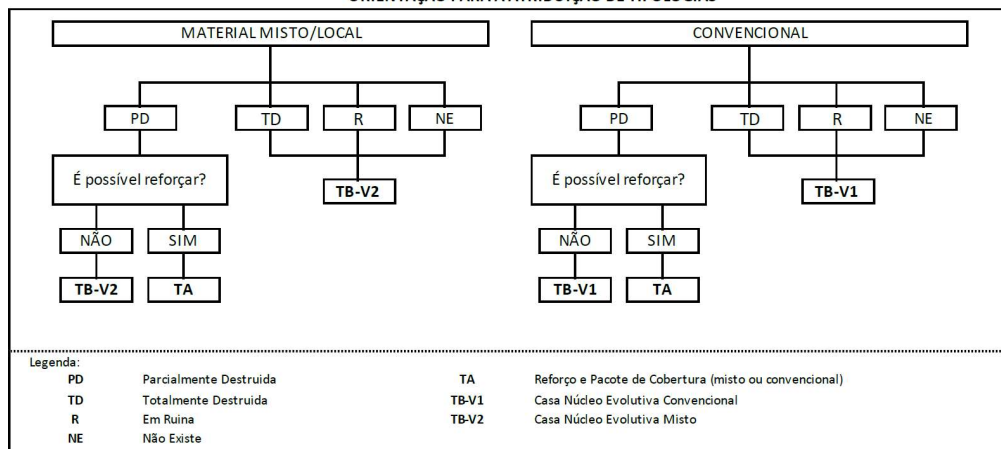 MATERIAL MISTO/LOCAL
CONVENCIONAL
PD
TD
R
NE
PD
TD
R
NE
É possível reforçar?
TB-V2
É possível reforçar?
TB-V1
NÃO
SIM
NÃO
SIM
TB-V2
TA
TB-V1
TA
Legenda:
PD Parcialmente Destruida TA Reforço e Pacote de Cobertura (misto ou convencional)
TD Totalmente Destruida TB-V1 Casa Núcleo Evolutiva Convencional
R Em Ruina TB-V2 Casa Núcleo Evolutiva Misto
NE Não Existe